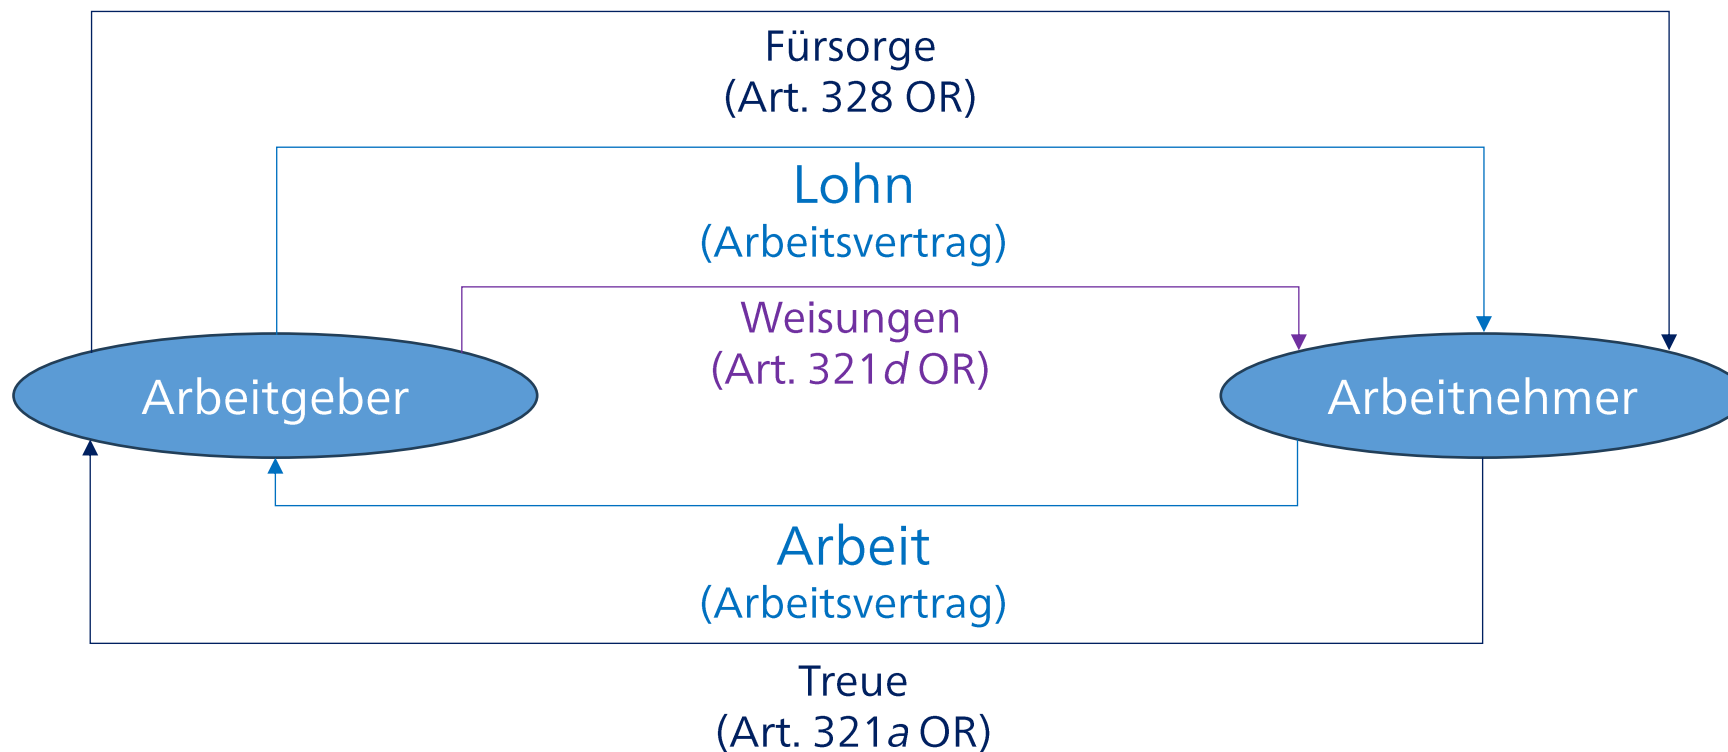 Fürsorge
(Art. 328 OR)
Lohn
(Arbeitsvertrag)
Weisungen
(Art. 321d OR)
Arbeitgeber
Arbeitnehmer
Arbeit
(Arbeitsvertrag)
Treue
(Art. 321a OR)